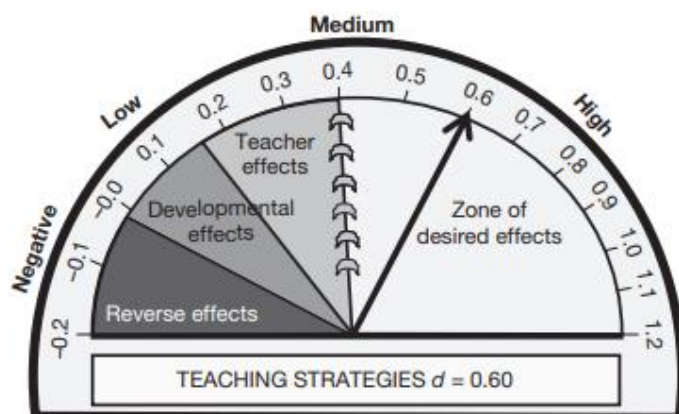 Medium
Low
High
Negative
-0.2
-0.1
-0.0
0.1
0.2
0.3
0.4
0.5
0.6
0.7
0.8
0.9
1.0
1.1
1.2
Teacher
effects
Developmental
effects
Reverse effects
Zone of
desired effects
TEACHING STRATEGIES d = 0.60